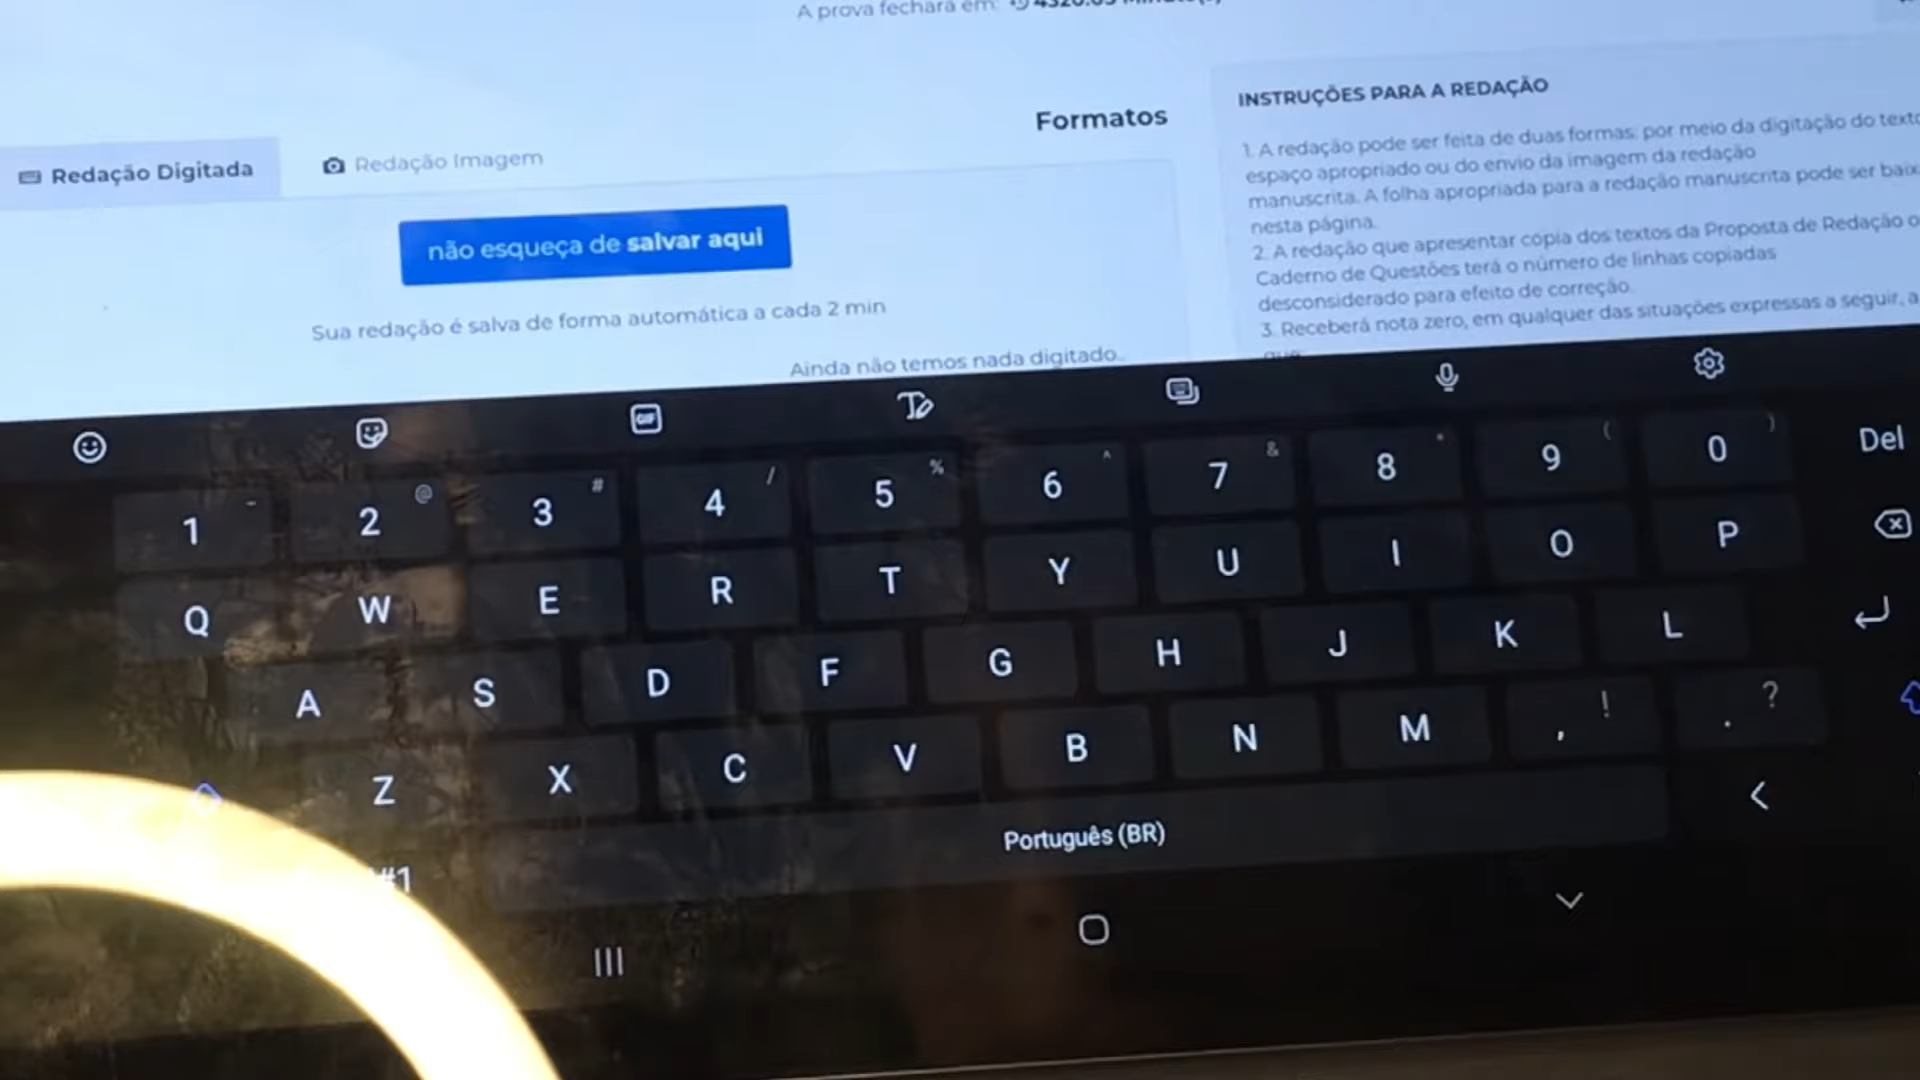 A prova fechará em:
Formatos
Redação Digitada
Redação Imagem
não esqueça de salvar aqui
Sua redação é salva de forma automática a cada 2 min
Ainda não temos nada digitado.
INSTRUÇÕES PARA A REDAÇÃO
1. A redação pode ser feita de duas formas: por meio da digitação do texto
espaço apropriado ou do envio da imagem da redação
manuscrita. A folha apropriada para a redação manuscrita pode ser baix
nesta página.
2. A redação que apresentar cópia dos textos da Proposta de Redação o
Caderno de Questões terá o número de linhas copiadas
desconsiderado para efeito de correção.
3. Receberá nota zero, em qualquer das situações expressas a seguir, a
que
GIF
1 - 2 @ 3 # 4 / 5 % 6 ^ 7 & 8 * 9 ( 0 ) Del
Q W E R T Y U I O P
A S D F G H J K L
Z X C V B N M , ! . ?
#1 Português (BR) <